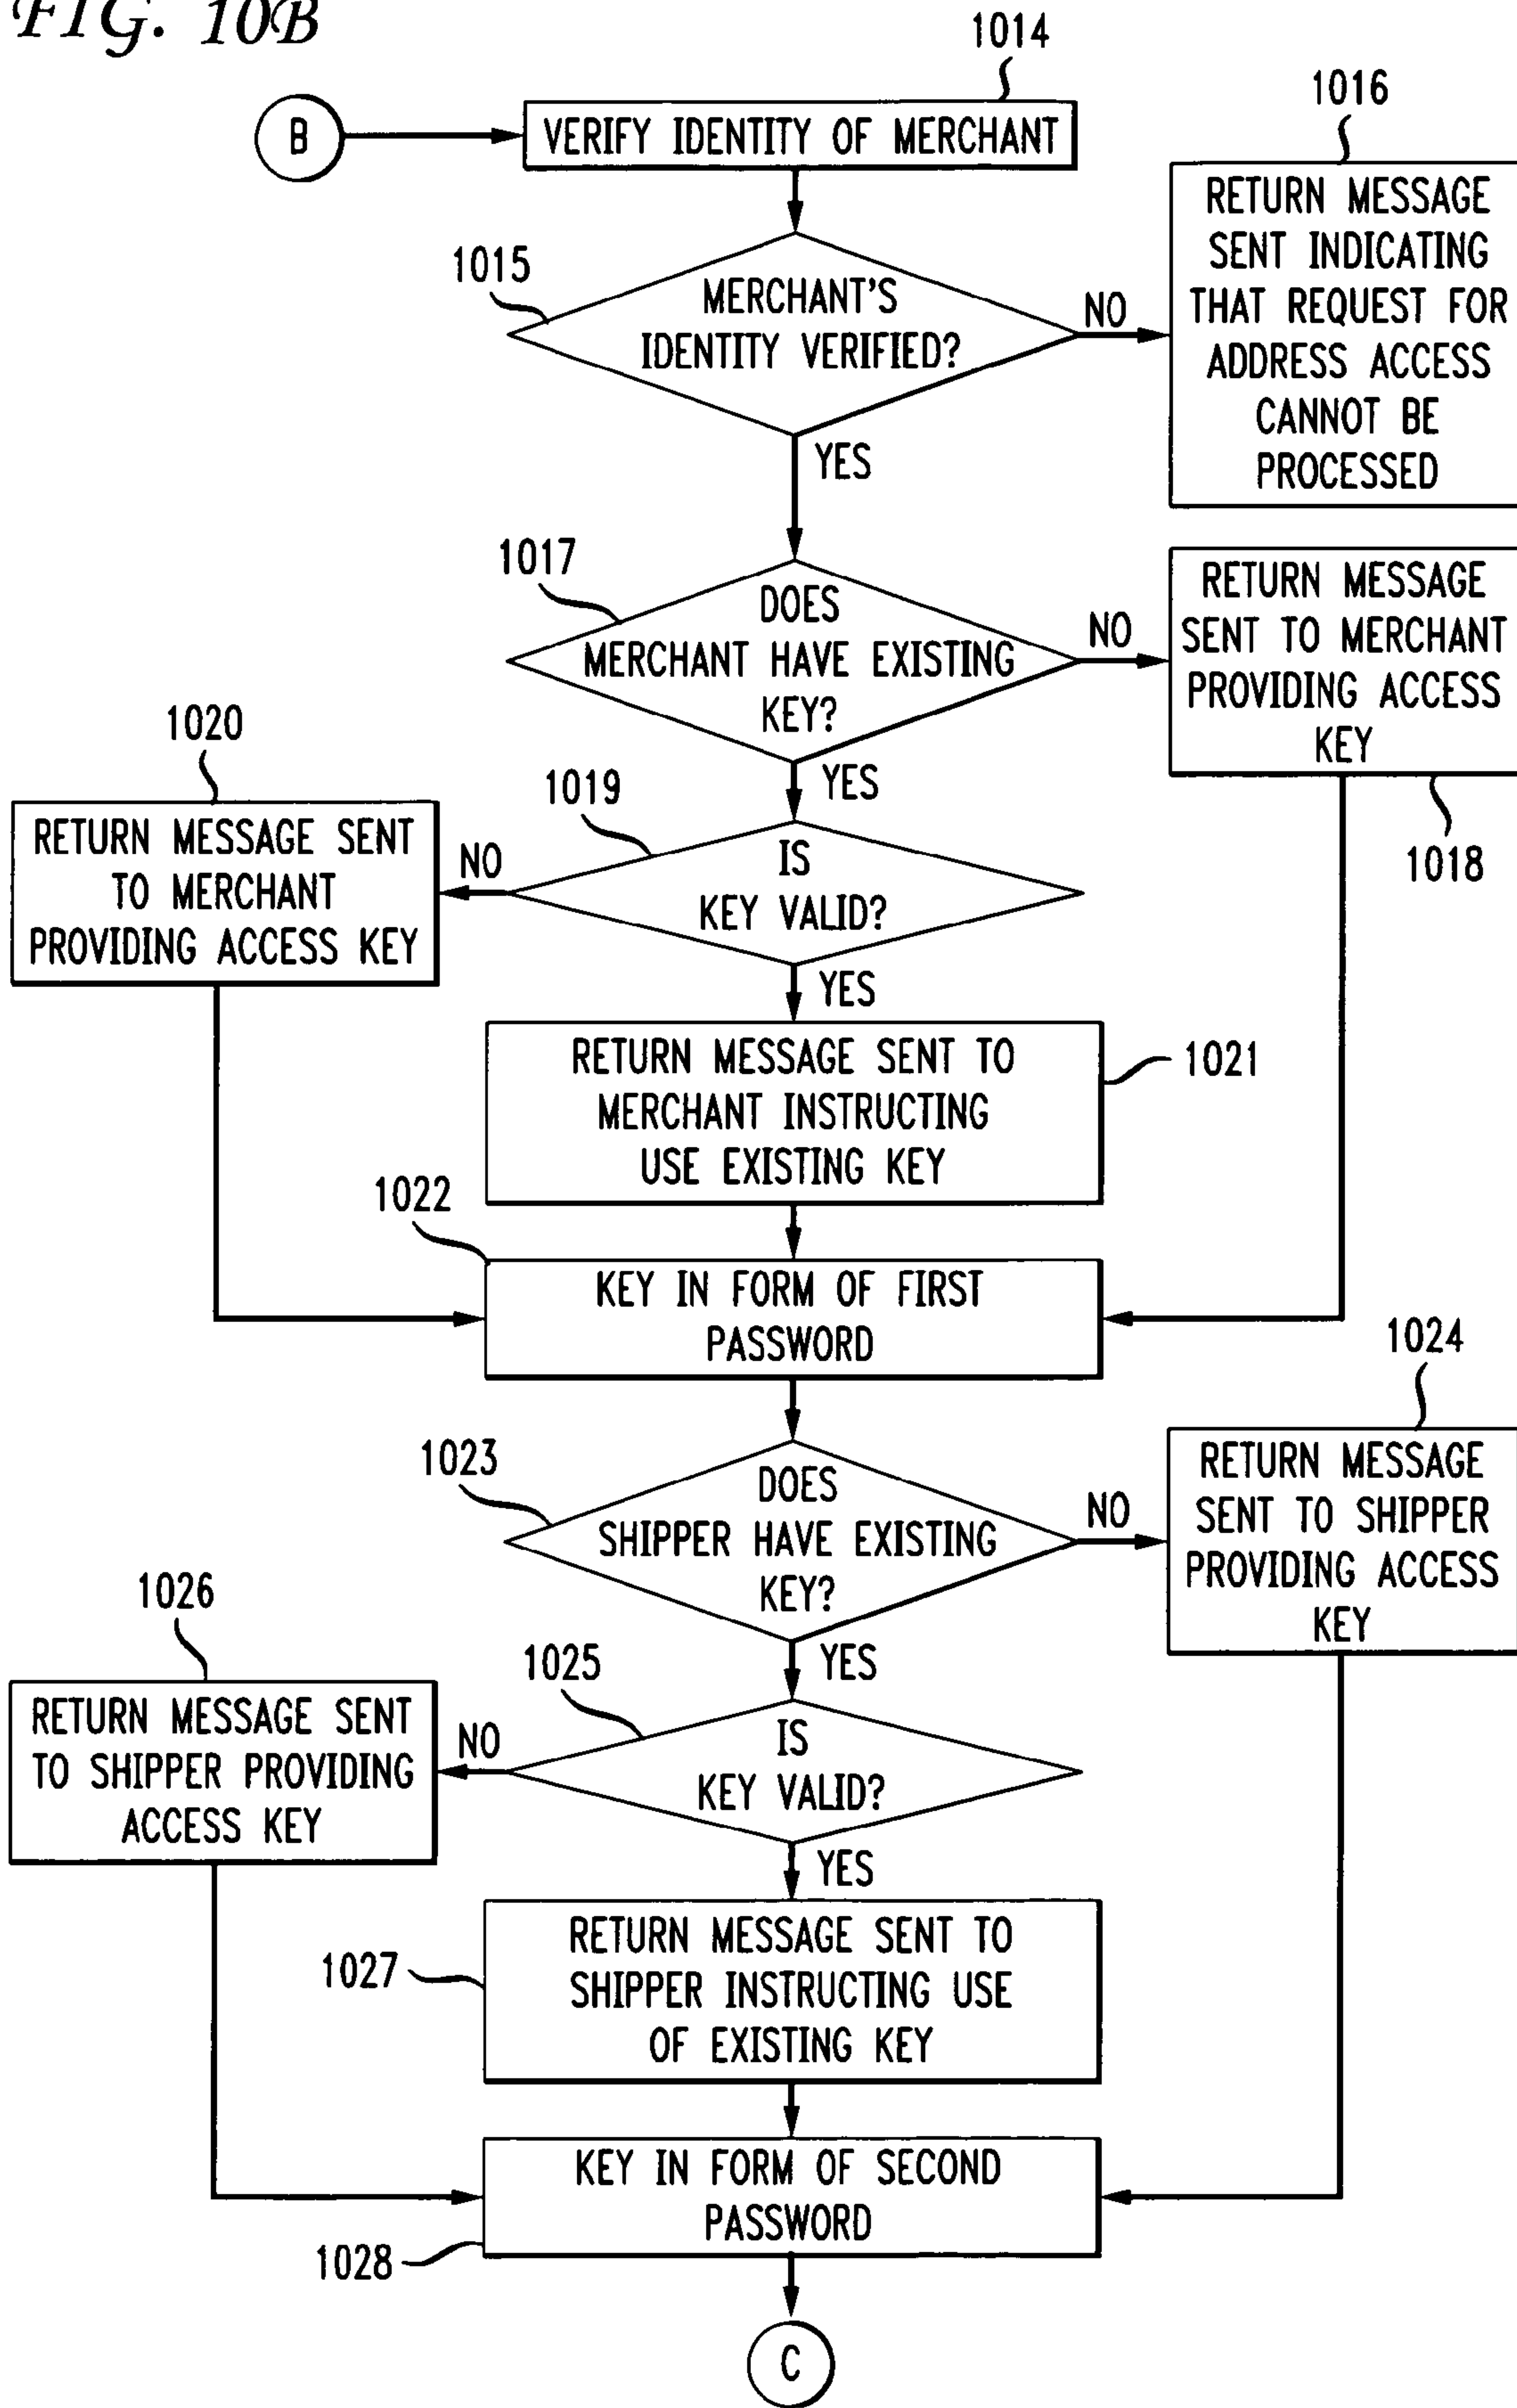 FIG. 10B
1014
B
VERIFY IDENTITY OF MERCHANT
1016
RETURN MESSAGE
SENT INDICATING
THAT REQUEST FOR
ADDRESS ACCESS
CANNOT BE
PROCESSED
1015
MERCHANT'S
IDENTITY VERIFIED?
NO
YES
1017
DOES
MERCHANT HAVE EXISTING
KEY?
NO
RETURN MESSAGE
SENT TO MERCHANT
PROVIDING ACCESS
KEY
1018
YES
1020
RETURN MESSAGE SENT
TO MERCHANT
PROVIDING ACCESS KEY
1019
NO
IS
KEY VALID?
YES
RETURN MESSAGE SENT TO
MERCHANT INSTRUCTING
USE EXISTING KEY
1021
1022
KEY IN FORM OF FIRST
PASSWORD
1024
RETURN MESSAGE
SENT TO SHIPPER
PROVIDING ACCESS
KEY
1023
DOES
SHIPPER HAVE EXISTING
KEY?
NO
YES
1026
RETURN MESSAGE SENT
TO SHIPPER PROVIDING
ACCESS KEY
1025
NO
IS
KEY VALID?
YES
1027
RETURN MESSAGE SENT TO
SHIPPER INSTRUCTING USE
OF EXISTING KEY
KEY IN FORM OF SECOND
PASSWORD
1028
C